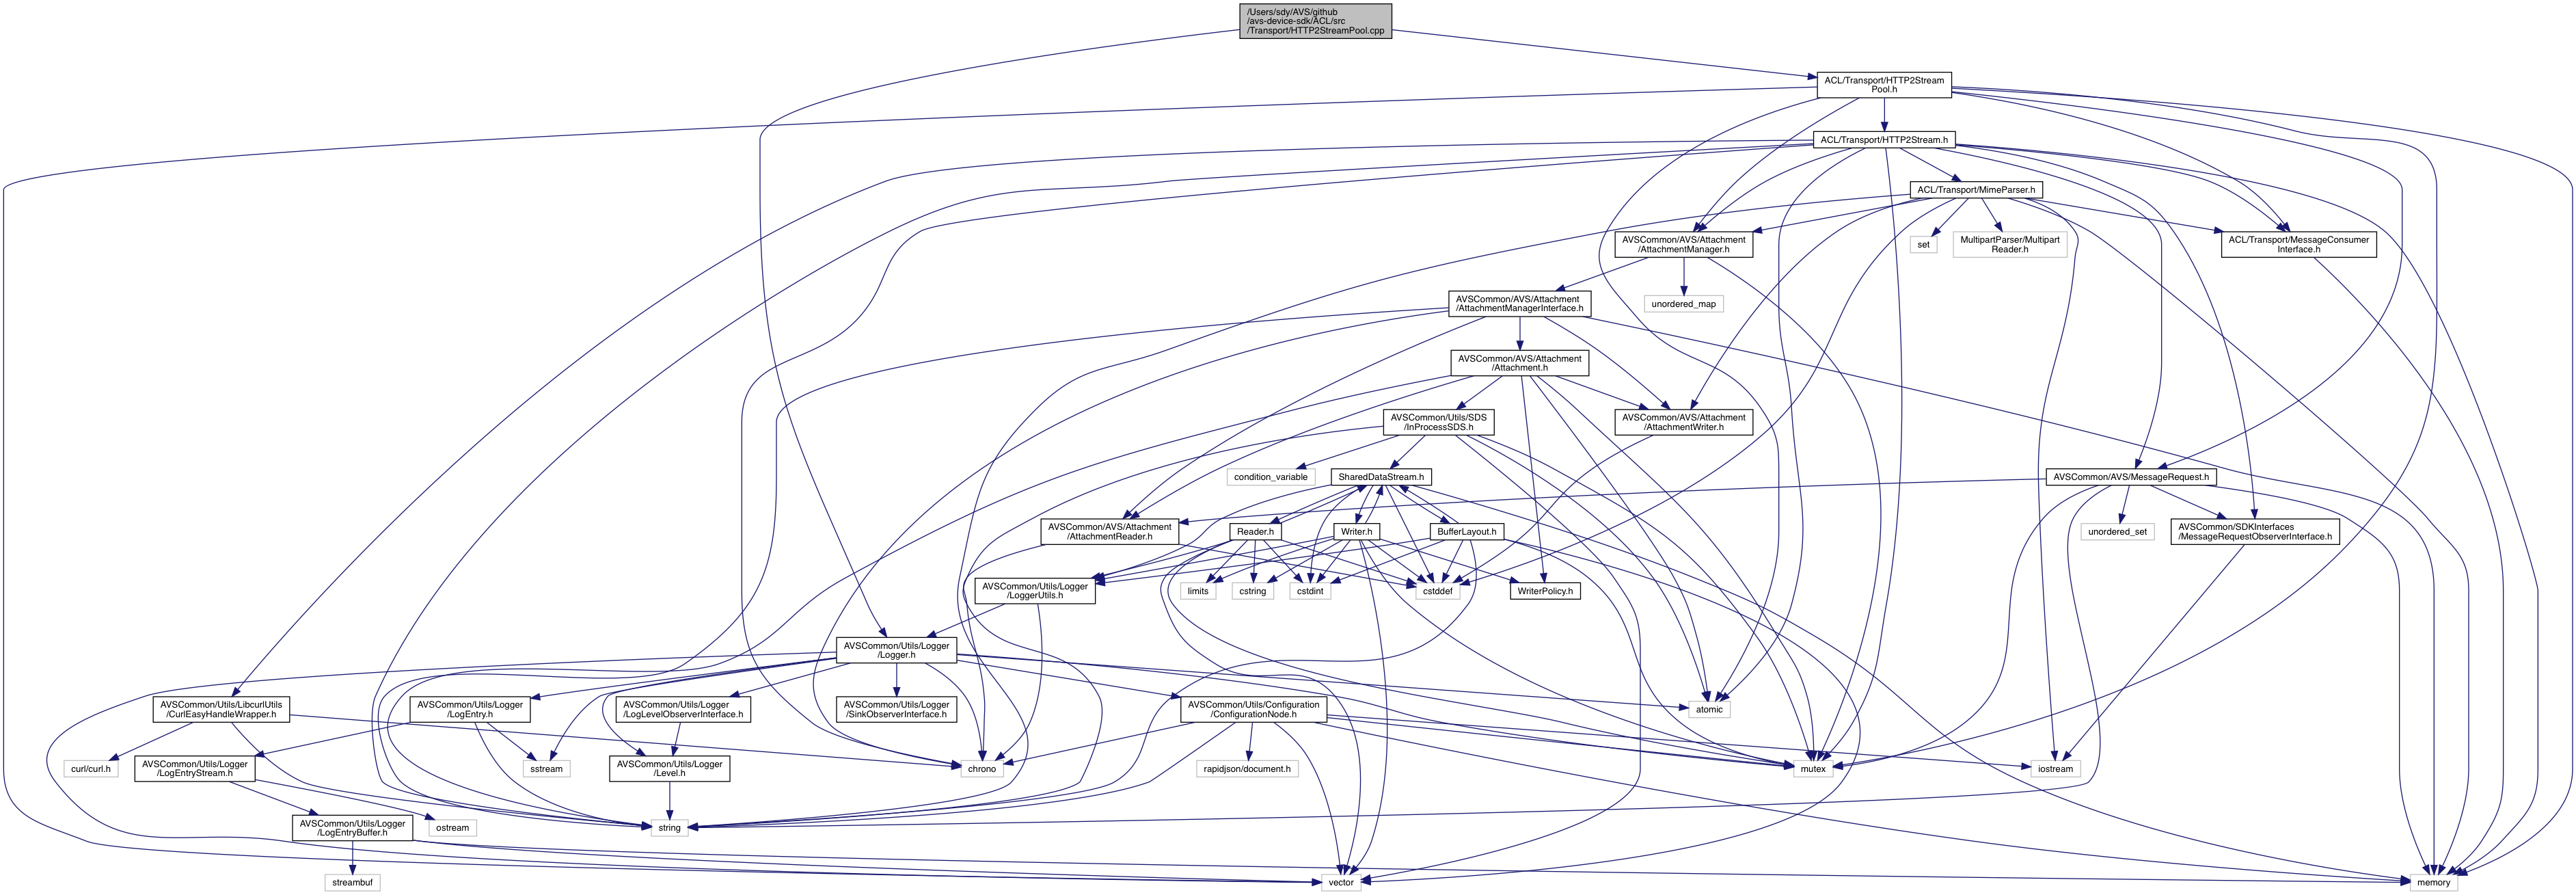 /Users/sdy/AVS/github
/avs-device-sdk/ACL/src
/Transport/HTTP2StreamPool.cpp
ACL/Transport/HTTP2Stream
Pool.h
ACL/Transport/HTTP2Stream.h
ACL/Transport/MimeParser.h
AVSCommon/AVS/Attachment
/AttachmentManager.h
set
MultipartParser/Multipart
Reader.h
ACL/Transport/MessageConsumer
Interface.h
AVSCommon/AVS/Attachment
/AttachmentManagerInterface.h
unordered_map
AVSCommon/AVS/Attachment
/Attachment.h
AVSCommon/Utils/SDS
/InProcessSDS.h
AVSCommon/AVS/Attachment
/AttachmentWriter.h
condition_variable
SharedDataStream.h
AVSCommon/AVS/MessageRequest.h
AVSCommon/AVS/Attachment
/AttachmentReader.h
Reader.h
Writer.h
BufferLayout.h
unordered_set
AVSCommon/SDKInterfaces
/MessageRequestObserverInterface.h
AVSCommon/Utils/Logger
/LoggerUtils.h
limits
cstring
cstdint
cstddef
WriterPolicy.h
AVSCommon/Utils/Logger
/Logger.h
AVSCommon/Utils/LibcurlUtils
/CurlEasyHandleWrapper.h
AVSCommon/Utils/Logger
/LogEntry.h
AVSCommon/Utils/Logger
/LogLevelObserverInterface.h
AVSCommon/Utils/Logger
/SinkObserverInterface.h
AVSCommon/Utils/Configuration
/ConfigurationNode.h
atomic
curl/curl.h
AVSCommon/Utils/Logger
/LogEntryStream.h
sstream
AVSCommon/Utils/Logger
/Level.h
chrono
rapidjson/document.h
mutex
iostream
AVSCommon/Utils/Logger
/LogEntryBuffer.h
ostream
string
streambuf
vector
memory